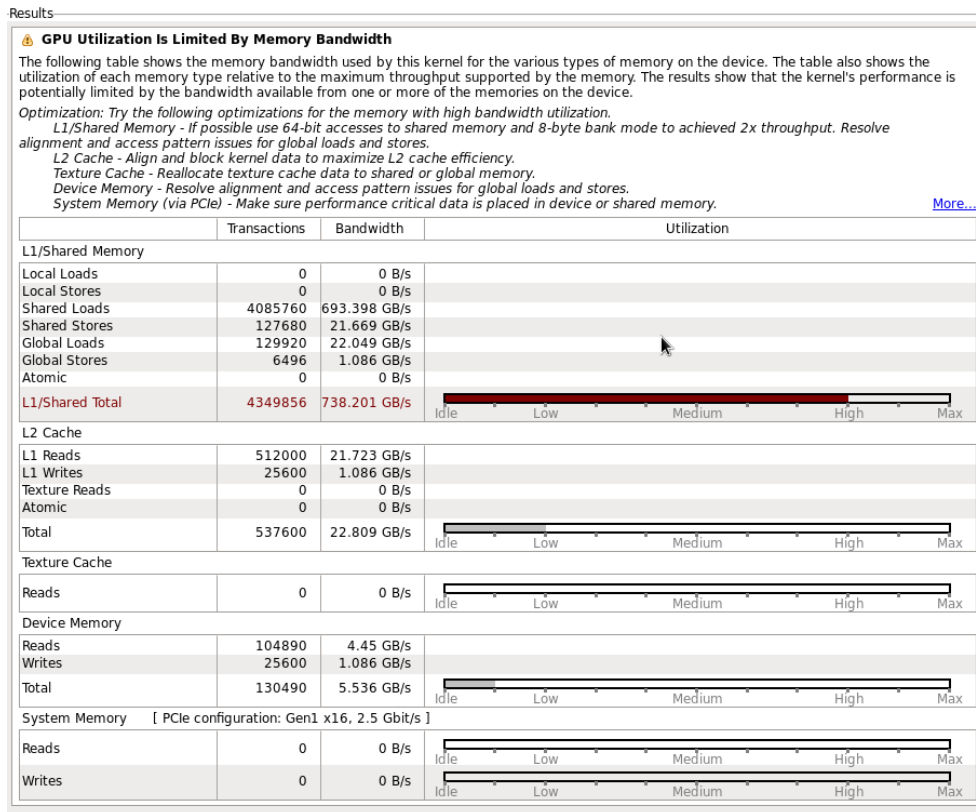 Results
GPU Utilization Is Limited By Memory Bandwidth
The following table shows the memory bandwidth used by this kernel for the various types of memory on the device. The table also shows the
utilization of each memory type relative to the maximum throughput supported by the memory. The results show that the kernel's performance is
potentially limited by the bandwidth available from one or more of the memories on the device.
Optimization: Try the following optimizations for the memory with high bandwidth utilization.
L1/Shared Memory - If possible use 64-bit accesses to shared memory and 8-byte bank mode to achieved 2x throughput. Resolve
alignment and access pattern issues for global loads and stores.
L2 Cache - Align and block kernel data to maximize L2 cache efficiency.
Texture Cache - Reallocate texture cache data to shared or global memory.
Device Memory - Resolve alignment and access pattern issues for global loads and stores.
System Memory (via PCIe) - Make sure performance critical data is placed in device or shared memory. More...
Transactions Bandwidth Utilization
L1/Shared Memory
Local Loads 0 0 B/s
Local Stores 0 0 B/s
Shared Loads 4085760 693.398 GB/s
Shared Stores 127680 21.669 GB/s
Global Loads 129920 22.049 GB/s
Global Stores 6496 1.086 GB/s
Atomic 0 0 B/s
L1/Shared Total 4349856 738.201 GB/s
Idle Low Medium High Max
L2 Cache
L1 Reads 512000 21.723 GB/s
L1 Writes 25600 1.086 GB/s
Texture Reads 0 0 B/s
Atomic 0 0 B/s
Total 537600 22.809 GB/s
Idle Low Medium High Max
Texture Cache
Reads 0 0 B/s
Idle Low Medium High Max
Device Memory
Reads 104890 4.45 GB/s
Writes 25600 1.086 GB/s
Total 130490 5.536 GB/s
Idle Low Medium High Max
System Memory [ PCIe configuration: Gen1 x16, 2.5 Gbit/s ]
Reads 0 0 B/s
Idle Low Medium High Max
Writes 0 0 B/s
Idle Low Medium High Max